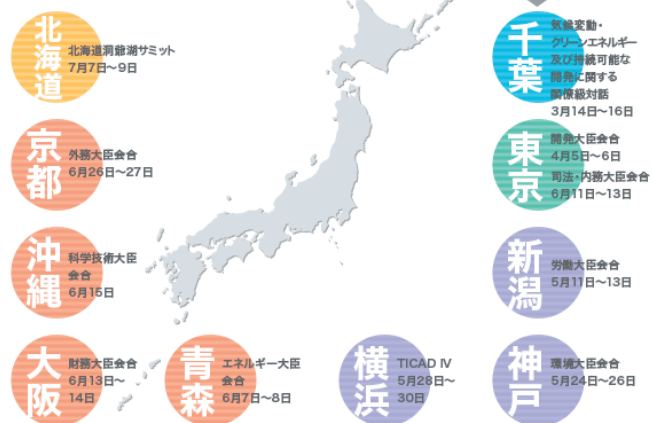 北海道
北海道洞爺湖サミット
7月7日～9日
千葉
気候変動・
クリーンエネルギー
及び持続可能な
開発に関する
閣僚級対話
3月14日～16日
京都
外務大臣会合
6月26日～27日
東京
開発大臣会合
4月5日～6日
司法・内務大臣会合
6月11日～13日
沖縄
科学技術大臣
会合
6月15日
新潟
労働大臣会合
5月11日～13日
大阪
財務大臣会合
6月13日～
14日
青森
エネルギー大臣
会合
6月7日～8日
横浜
TICAD Ⅳ
5月28日～
30日
神戸
環境大臣会合
5月24日～26日